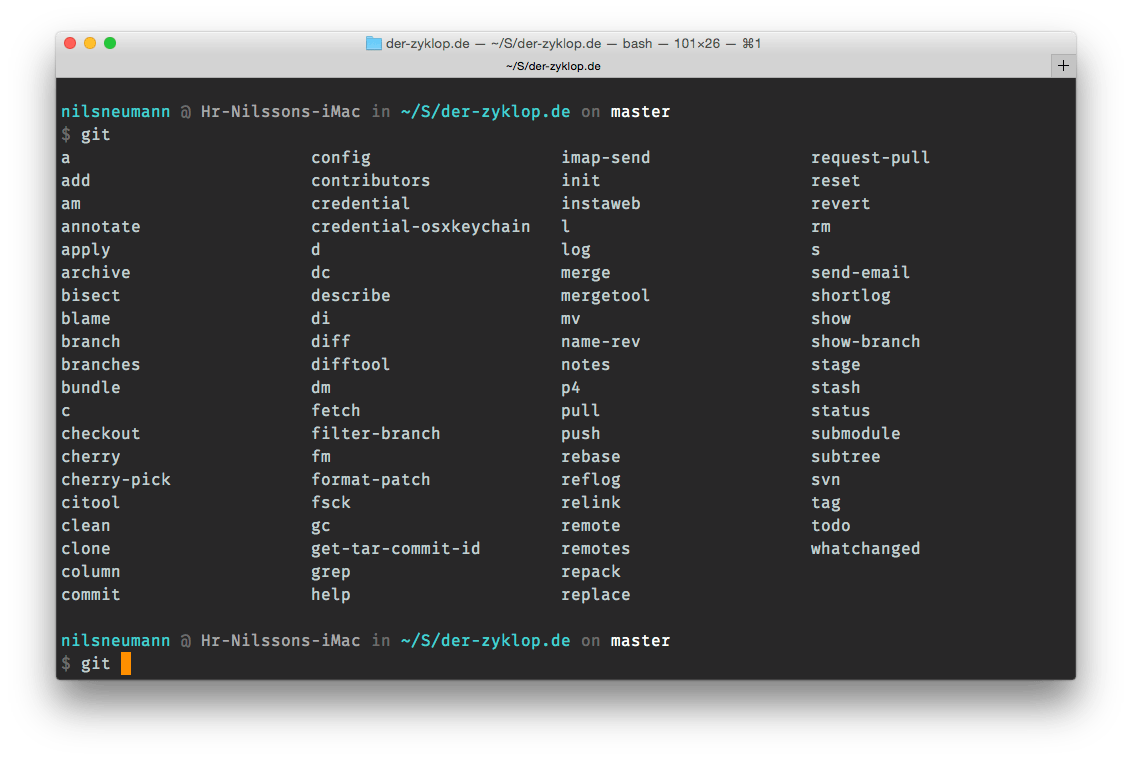 der-zyklop.de — ~/S/der-zyklop.de — bash — 101×26 — ⌘1
~/S/der-zyklop.de +
nilsneumann @ Hr-Nilssons-iMac in ~/S/der-zyklop.de on master
$ git
a config imap-send request-pull
add contributors init reset
am credential instaweb revert
annotate credential-osxkeychain l rm
apply d log s
archive dc merge send-email
bisect describe mergetool shortlog
blame di mv show
branch diff name-rev show-branch
branches difftool notes stage
bundle dm p4 stash
c fetch pull status
checkout filter-branch push submodule
cherry fm rebase subtree
cherry-pick format-patch reflog svn
citool fsck relink tag
clean gc remote todo
clone get-tar-commit-id remotes whatchanged
column grep repack
commit help replace
nilsneumann @ Hr-Nilssons-iMac in ~/S/der-zyklop.de on master
$ git